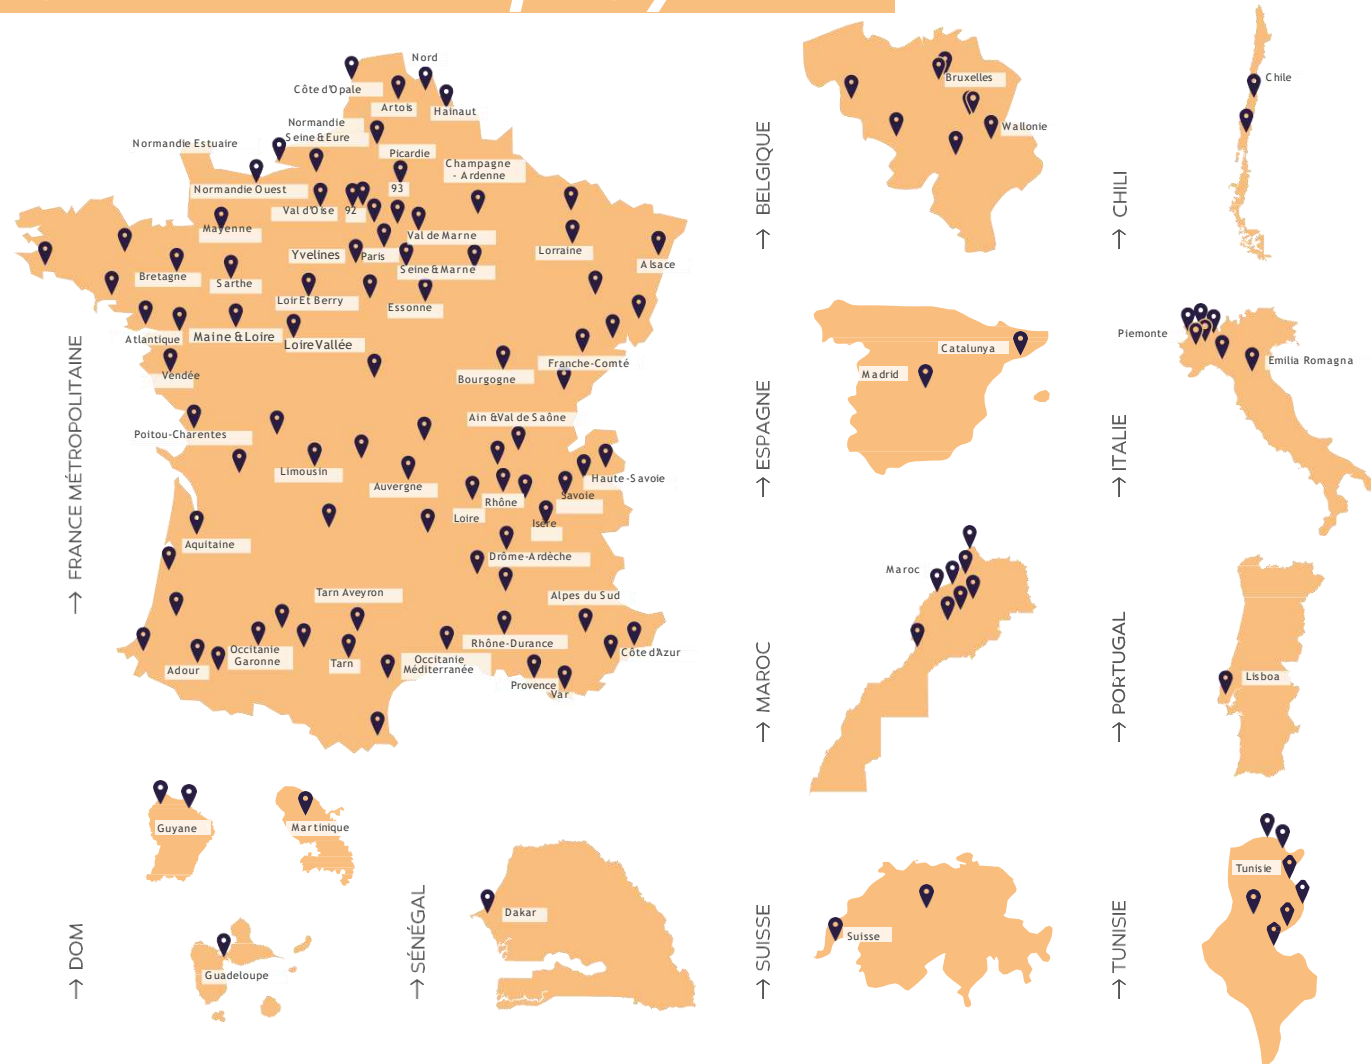 → FRANCE MÉTROPOLITAINE
Nord
Côte d'Opale
Artois
Hainaut
Normandie
Seine & Eure
Normandie Estuaire
Picardie
Champagne
- Ardenne
Normandie Ouest
93
Val d'Oise
92
Mayenne
Val de Marne
Lorraine
Yvelines
Paris
Alsace
Seine & Marne
Bretagne
Sarthe
Loir Et Berry
Essonne
Atlantique
Maine & Loire
Loire Vallée
Vendée
Bourgogne
Franche-Comté
Ain & Val de Saône
Poitou-Charentes
Limousin
Auvergne
Haute-Savoie
Savoie
Rhône
Loire
Isère
Aquitaine
Drôme-Ardèche
Tarn Aveyron
Alpes du Sud
Rhône-Durance
Occitanie
Garonne
Tarn
Occitanie
Méditerranée
Côte d'Azur
Adour
Provence
Var
→ DOM
Guyane
Martinique
Guadeloupe
→ SÉNÉGAL
Dakar
→ BELGIQUE
Bruxelles
Wallonie
→ CHILI
Chile
→ ESPAGNE
Catalunya
Madrid
→ ITALIE
Piemonte
Emilia Romagna
→ MAROC
Maroc
→ PORTUGAL
Lisboa
→ SUISSE
Suisse
→ TUNISIE
Tunisie